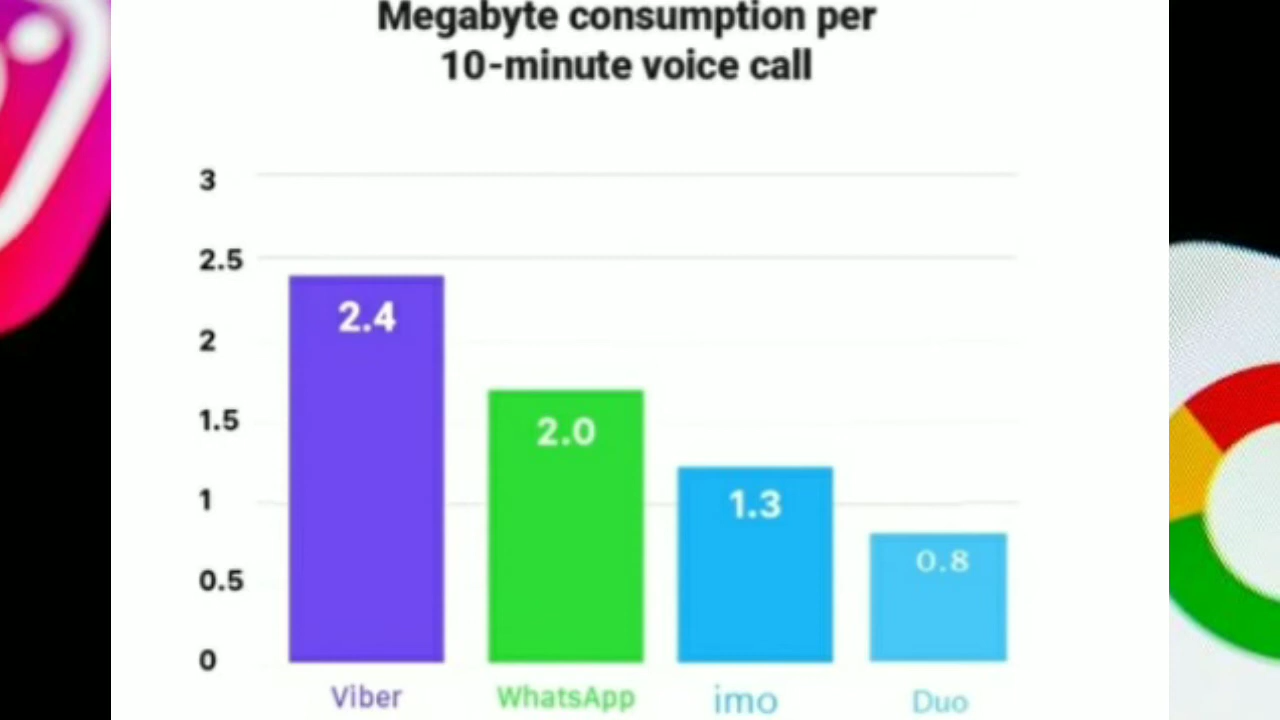 Megabyte consumption per
10-minute voice call
3
2.5
2
1.5
1
0.5
0
2.4
2.0
1.3
0.8
Viber
WhatsApp
imo
Duo